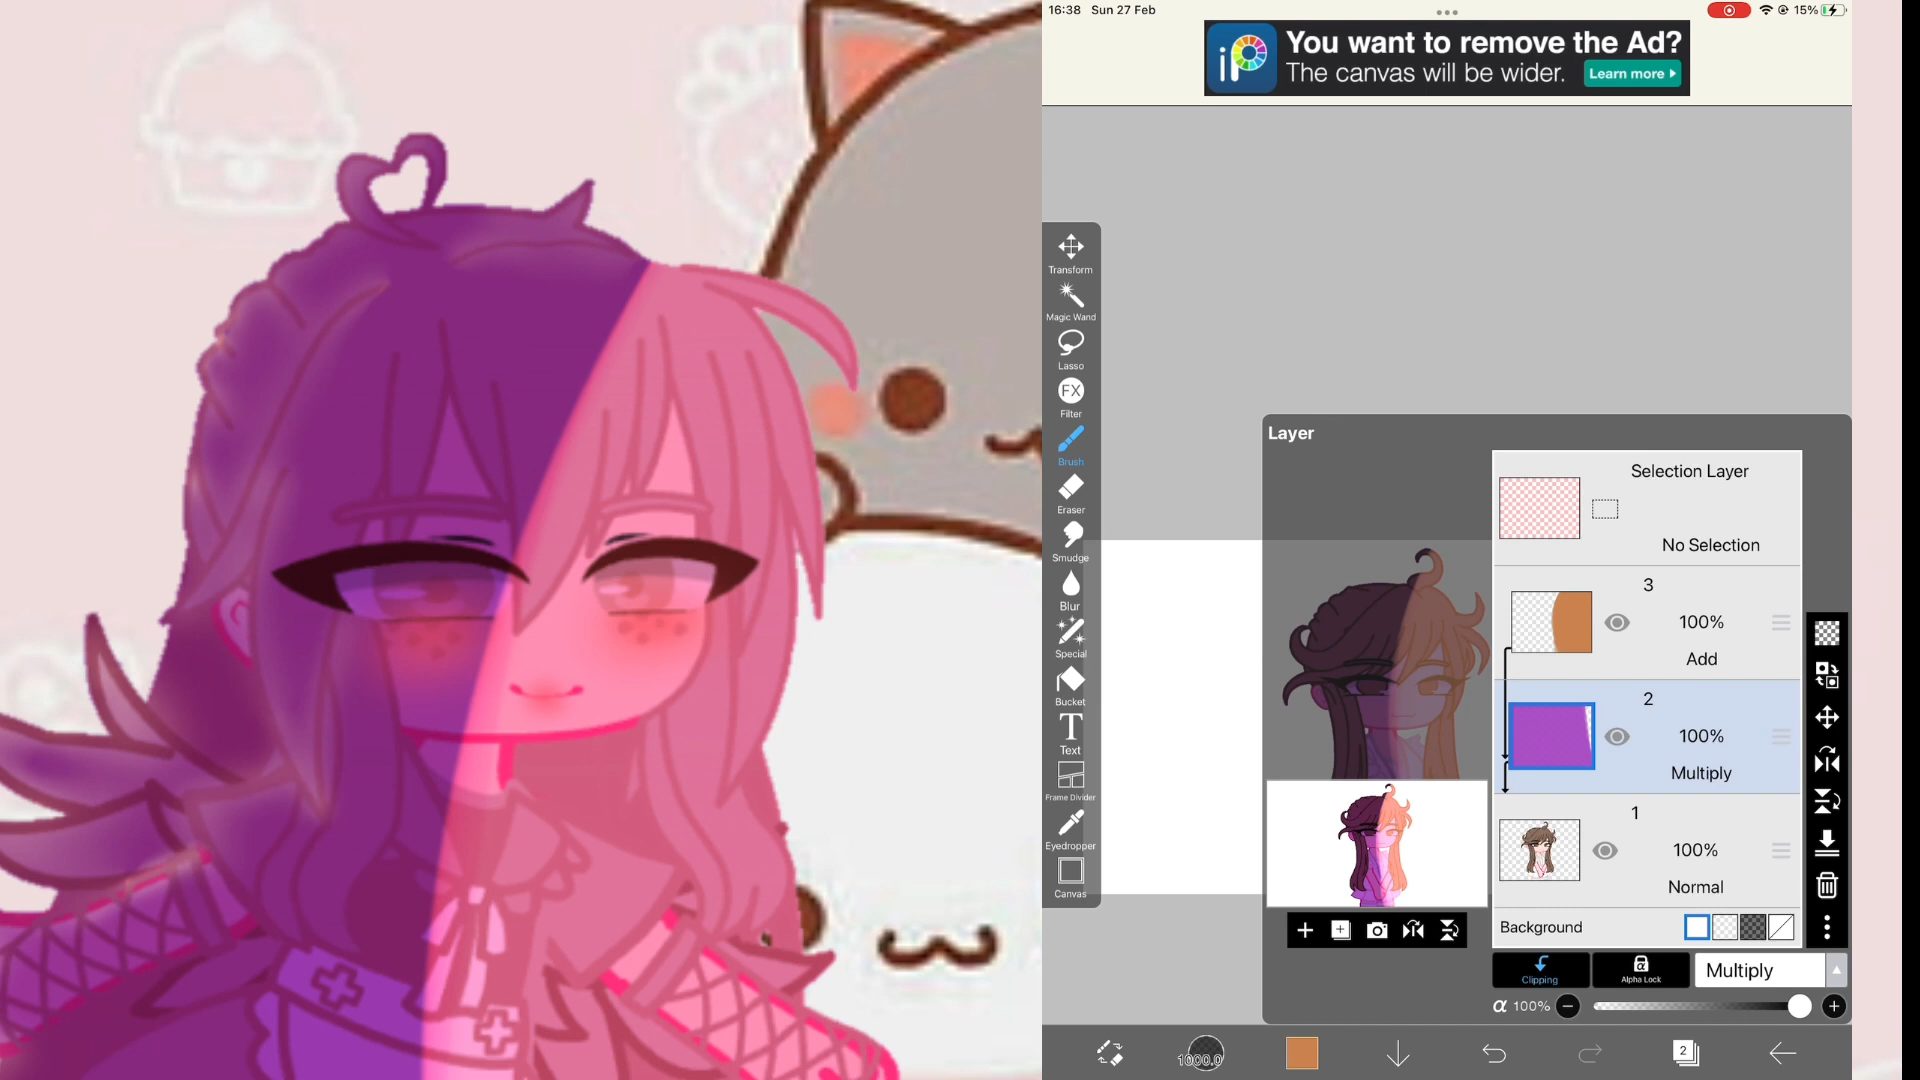 16:38 Sun 27 Feb
15%
iP
You want to remove the Ad?
The canvas will be wider.
Learn more
Transform
Magic Wand
Lasso
FX
Filter
Brush
Eraser
Smudge
Blur
Special
Bucket
T
Text
Frame Divider
Eyedropper
Canvas
Layer
Selection Layer
No Selection
3
100%
Add
2
100%
Multiply
1
100%
Normal
Background
Clipping
α
Alpha Lock
Multiply
α 100%
1000.0
2